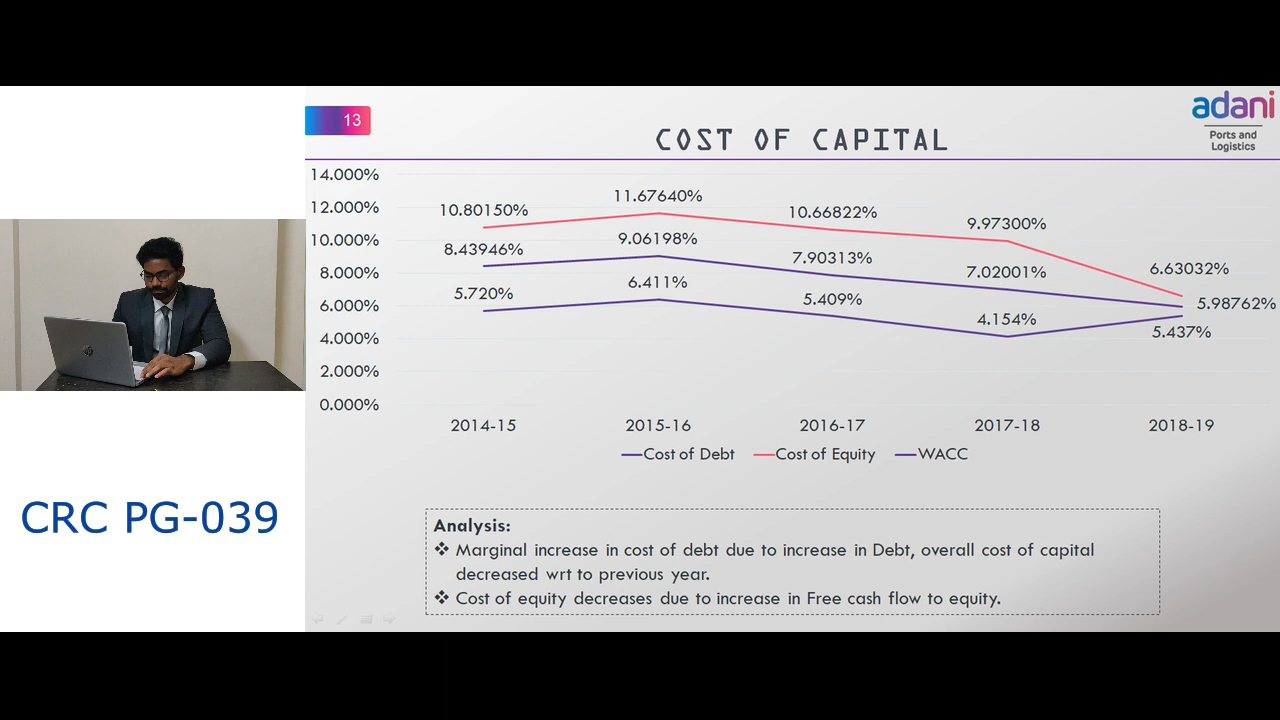 13
adani
Ports and
Logistics
COST OF CAPITAL
14.000%
12.000%
10.000%
8.000%
6.000%
4.000%
2.000%
0.000%
10.80150%
11.67640%
10.66822%
9.97300%
6.63032%
8.43946%
9.06198%
7.90313%
7.02001%
5.98762%
5.720%
6.411%
5.409%
4.154%
5.437%
2014-15
2015-16
2016-17
2017-18
2018-19
Cost of Debt
Cost of Equity
WACC
CRC PG-039
Analysis:
❖ Marginal increase in cost of debt due to increase in Debt, overall cost of capital
decreased wrt to previous year.
❖ Cost of equity decreases due to increase in Free cash flow to equity.